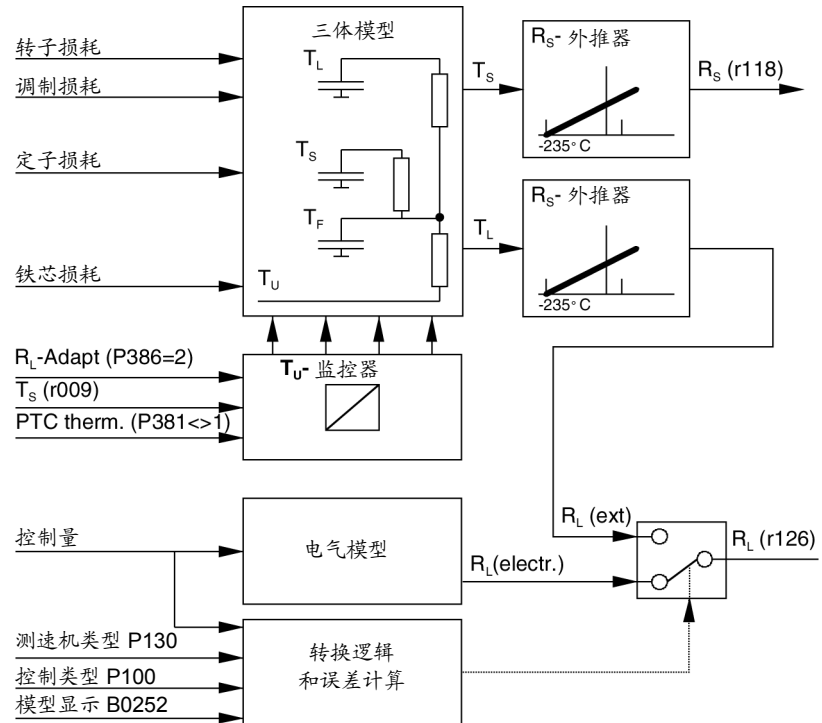 三体模型
转子损耗
调制损耗
定子损耗
铁芯损耗
T_L
T_S
T_F
T_U
T_S
R_S- 外推器
-235°C
R_S (r118)
T_L
R_S- 外推器
-235°C
R_L-Adapt (P386=2)
T_S (r009)
PTC therm. (P381<>1)
T_U- 监控器
控制量
电气模型
R_L (ext)
R_L(electr.)
R_L (r126)
测速机类型 P130
控制类型 P100
模型显示 B0252
转换逻辑
和误差计算